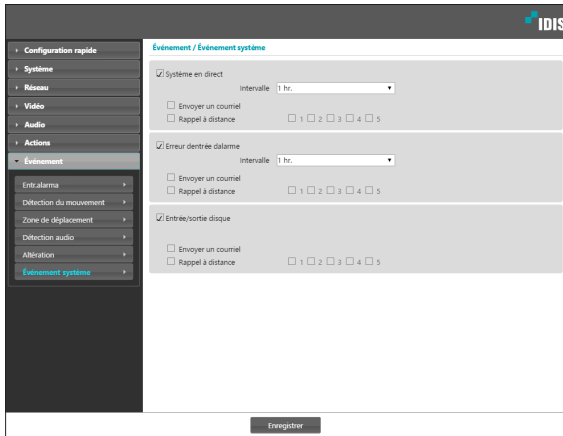 IDIS
Configuration rapide
Système
Réseau
Vidéo
Audio
Actions
Événement
Entr.alarma
Détection du mouvement
Zone de déplacement
Détection audio
Altération
Événement système
Événement / Événement système
Système en direct
Intervalle 1 hr.
Envoyer un courriel
Rappel à distance 1 2 3 4 5
Erreur dentrée dalarme
Intervalle 1 hr.
Envoyer un courriel
Rappel à distance 1 2 3 4 5
Entrée/sortie disque
Envoyer un courriel
Rappel à distance 1 2 3 4 5
Enregistrer